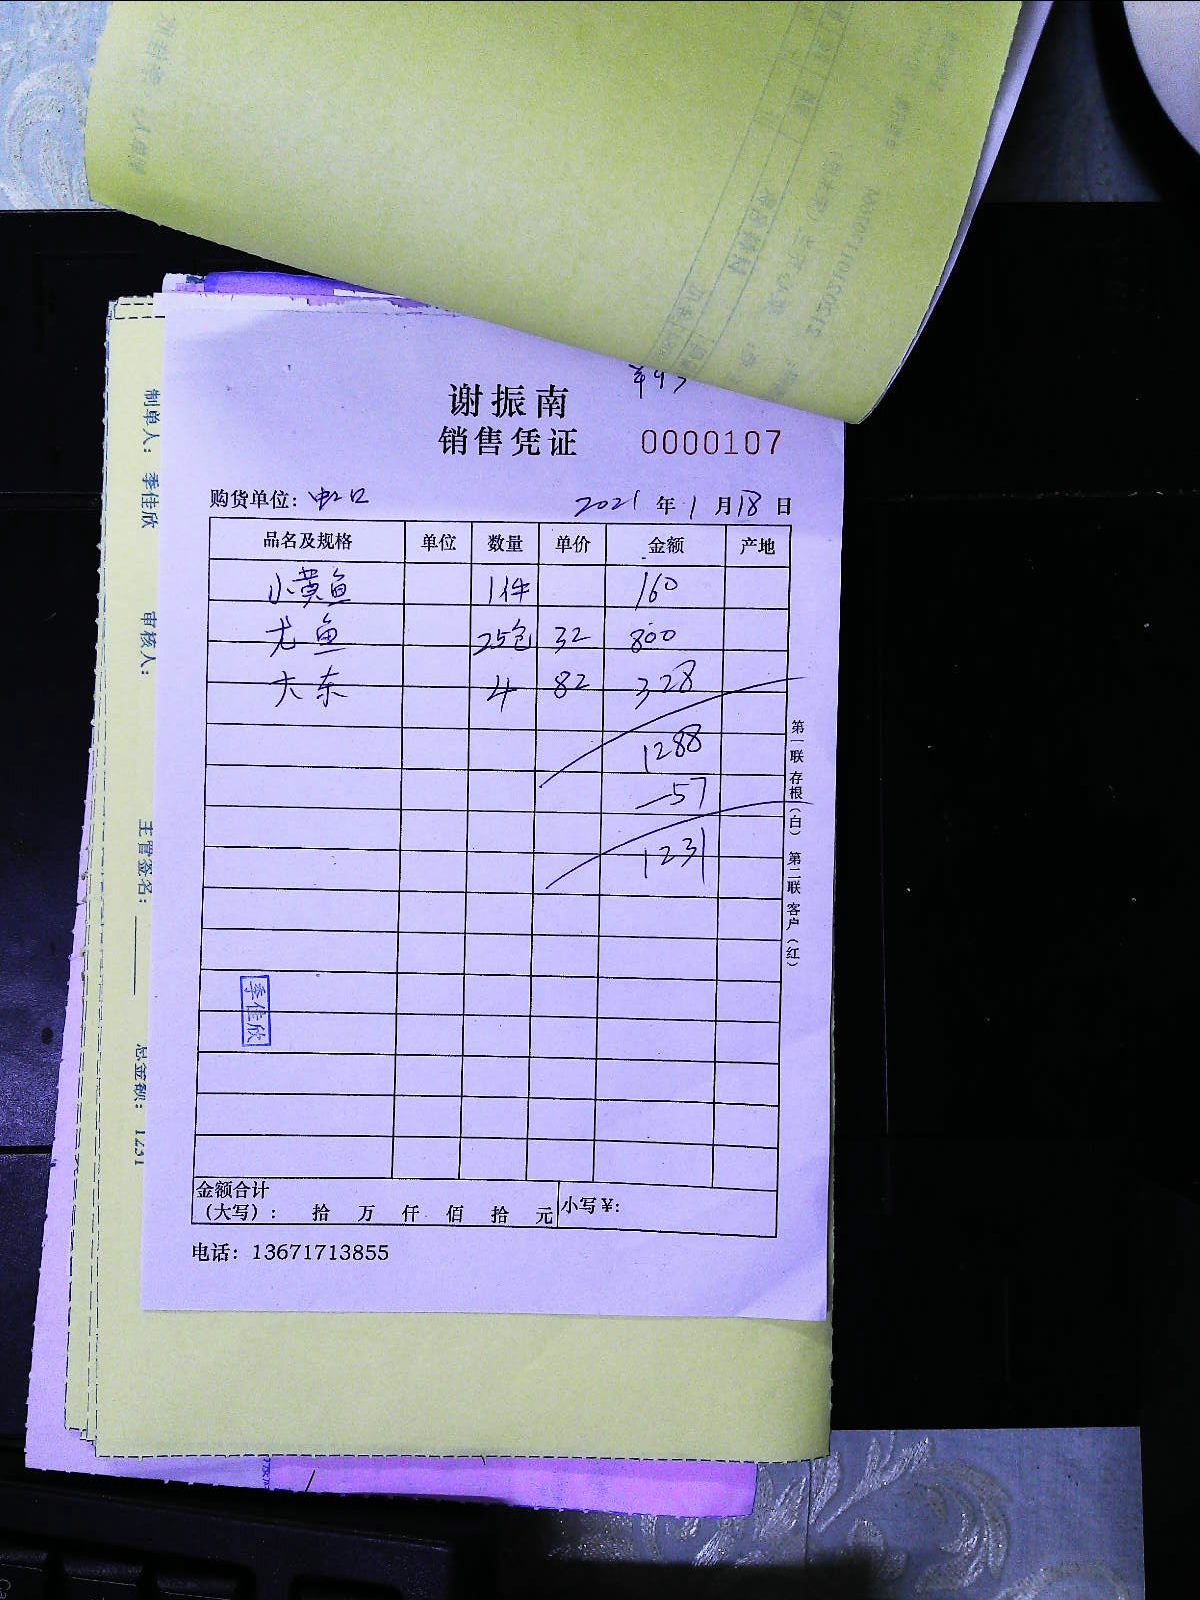 谢振南
销售凭证 0000107
购货单位: 虹口 2021 年 1 月 18 日
品名及规格 单位 数量 单价 金额 产地
小黄鱼 1件 160
尤鱼 25包 32 800
大东 4 82 328
1288
-57
1231
第一联 存根(白) 第二联 客户(红)
季佳欣
金额合计
(大写): 拾 万 仟 佰 拾 元 小写¥:
电话: 13671713855
制单人: 季佳欣 审核人: 主管签名: 总金额: 1231